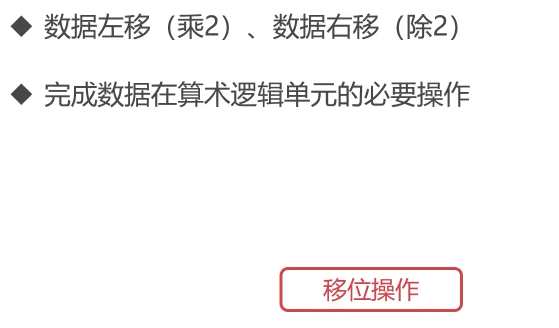 ◆ 数据左移（乘2）、数据右移（除2）
◆ 完成数据在算术逻辑单元的必要操作
移位操作